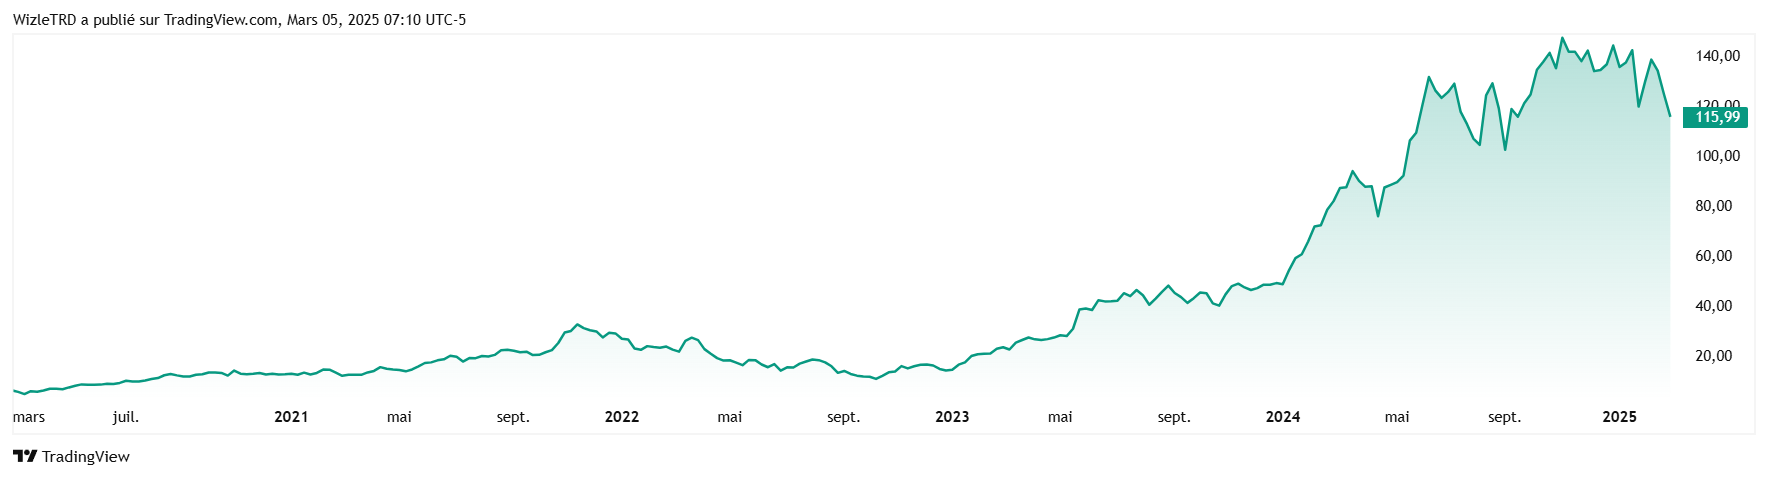 WizleTRD a publié sur TradingView.com, Mars 05, 2025 07:10 UTC-5
140,00
120,00
115,99
100,00
80,00
60,00
40,00
20,00
mars juil. 2021 mai sept. 2022 mai sept. 2023 mai sept. 2024 mai sept. 2025
TradingView